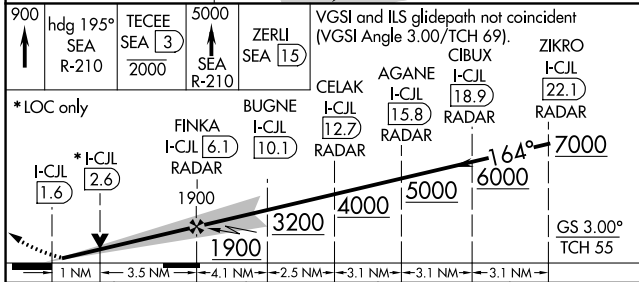 900
hdg 195°
SEA
R-210
TECEE
SEA 3
2000
5000
SEA
R-210
ZERLI
SEA 15
VGSI and ILS glidepath not coincident
(VGSI Angle 3.00/TCH 69).
*LOC only
I-CJL
1.6
*I-CJL
2.6
FINKA
I-CJL 6.1
RADAR
BUGNE
I-CJL
10.1
CELAK
I-CJL
12.7
RADAR
AGANE
I-CJL
15.8
RADAR
CIBUX
I-CJL
18.9
RADAR
ZIKRO
I-CJL
22.1
RADAR
1900
1900
3200
4000
5000
6000
164°
7000
GS 3.00°
TCH 55
1 NM
3.5 NM
4.1 NM
2.5 NM
3.1 NM
3.1 NM
3.1 NM